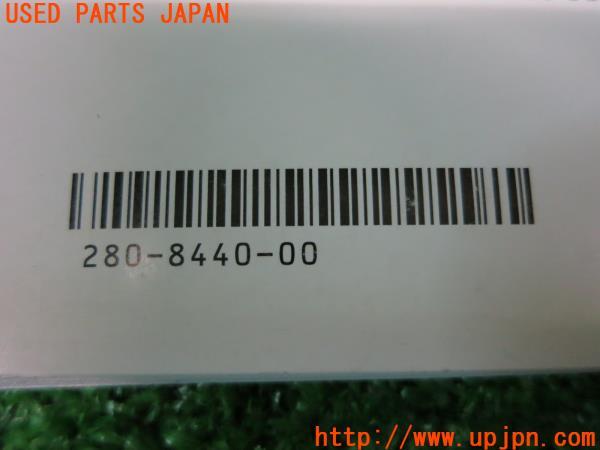 USED PARTS JAPAN
280-8440-00
http://www.upjpn.com/